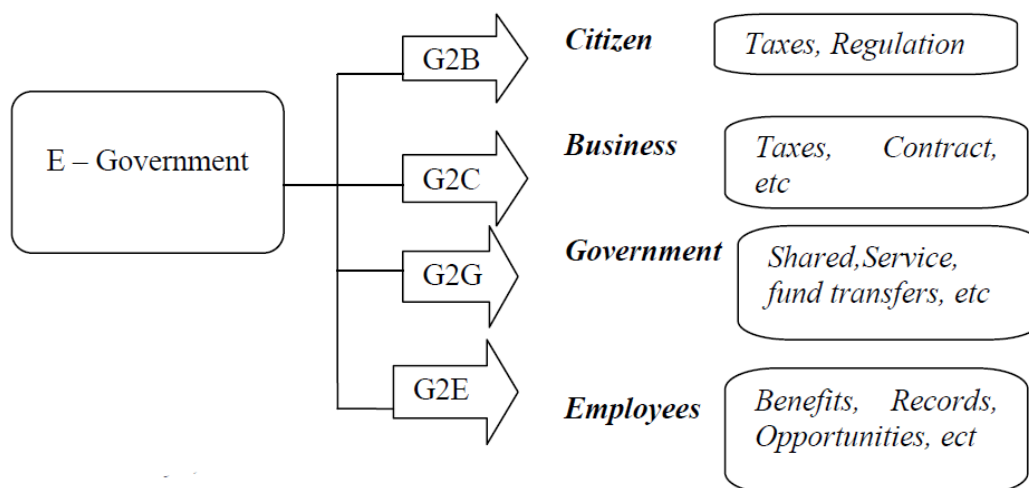 G2B
Citizen
Taxes, Regulation
E – Government
G2C
Business
Taxes, Contract,
etc
G2G
Government
Shared,Service,
fund transfers, etc
G2E
Employees
Benefits, Records,
Opportunities, ect